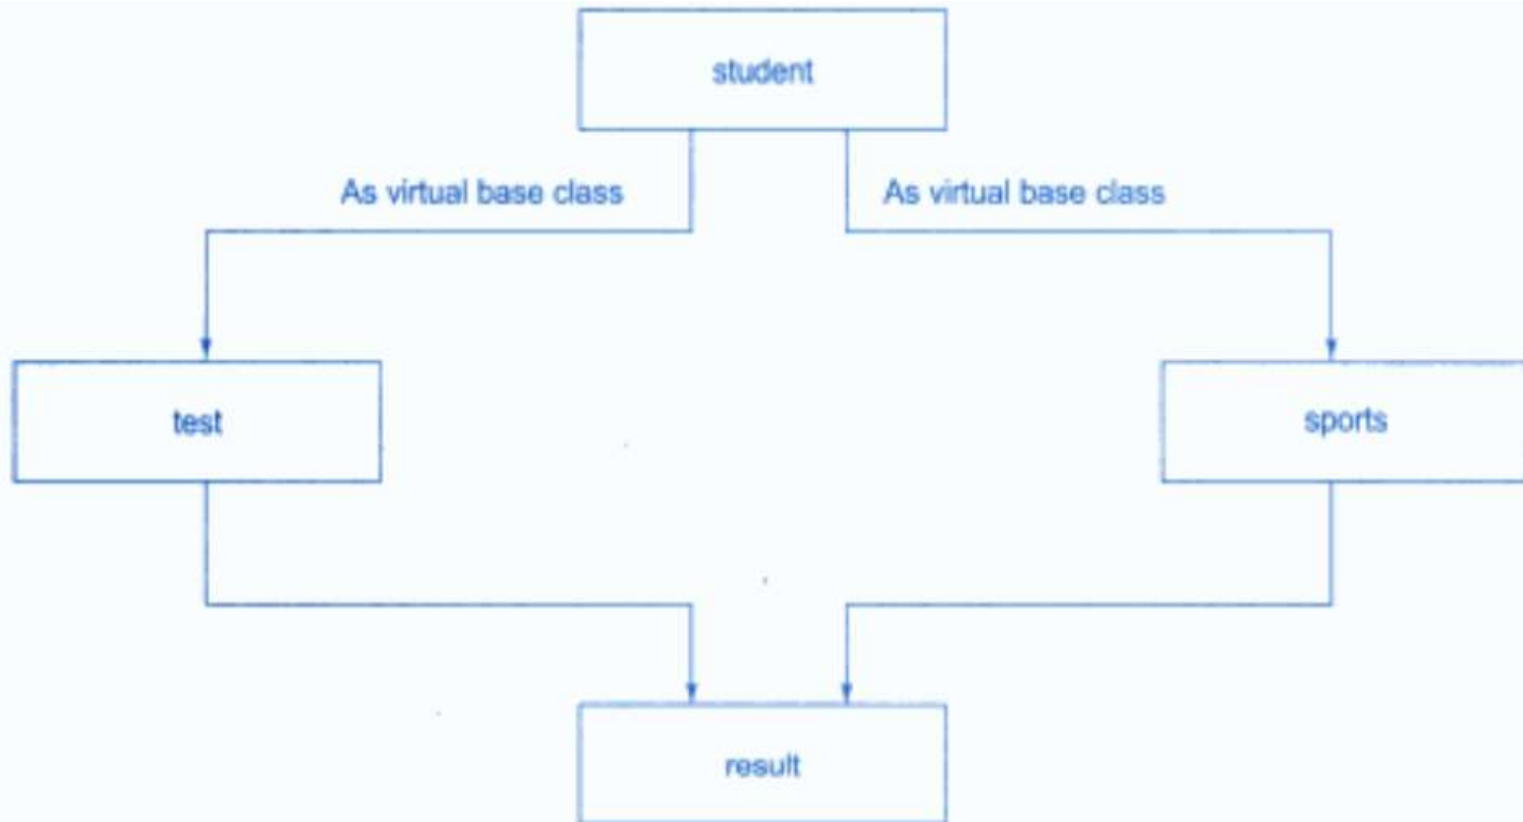 student
As virtual base class
As virtual base class
test
sports
result